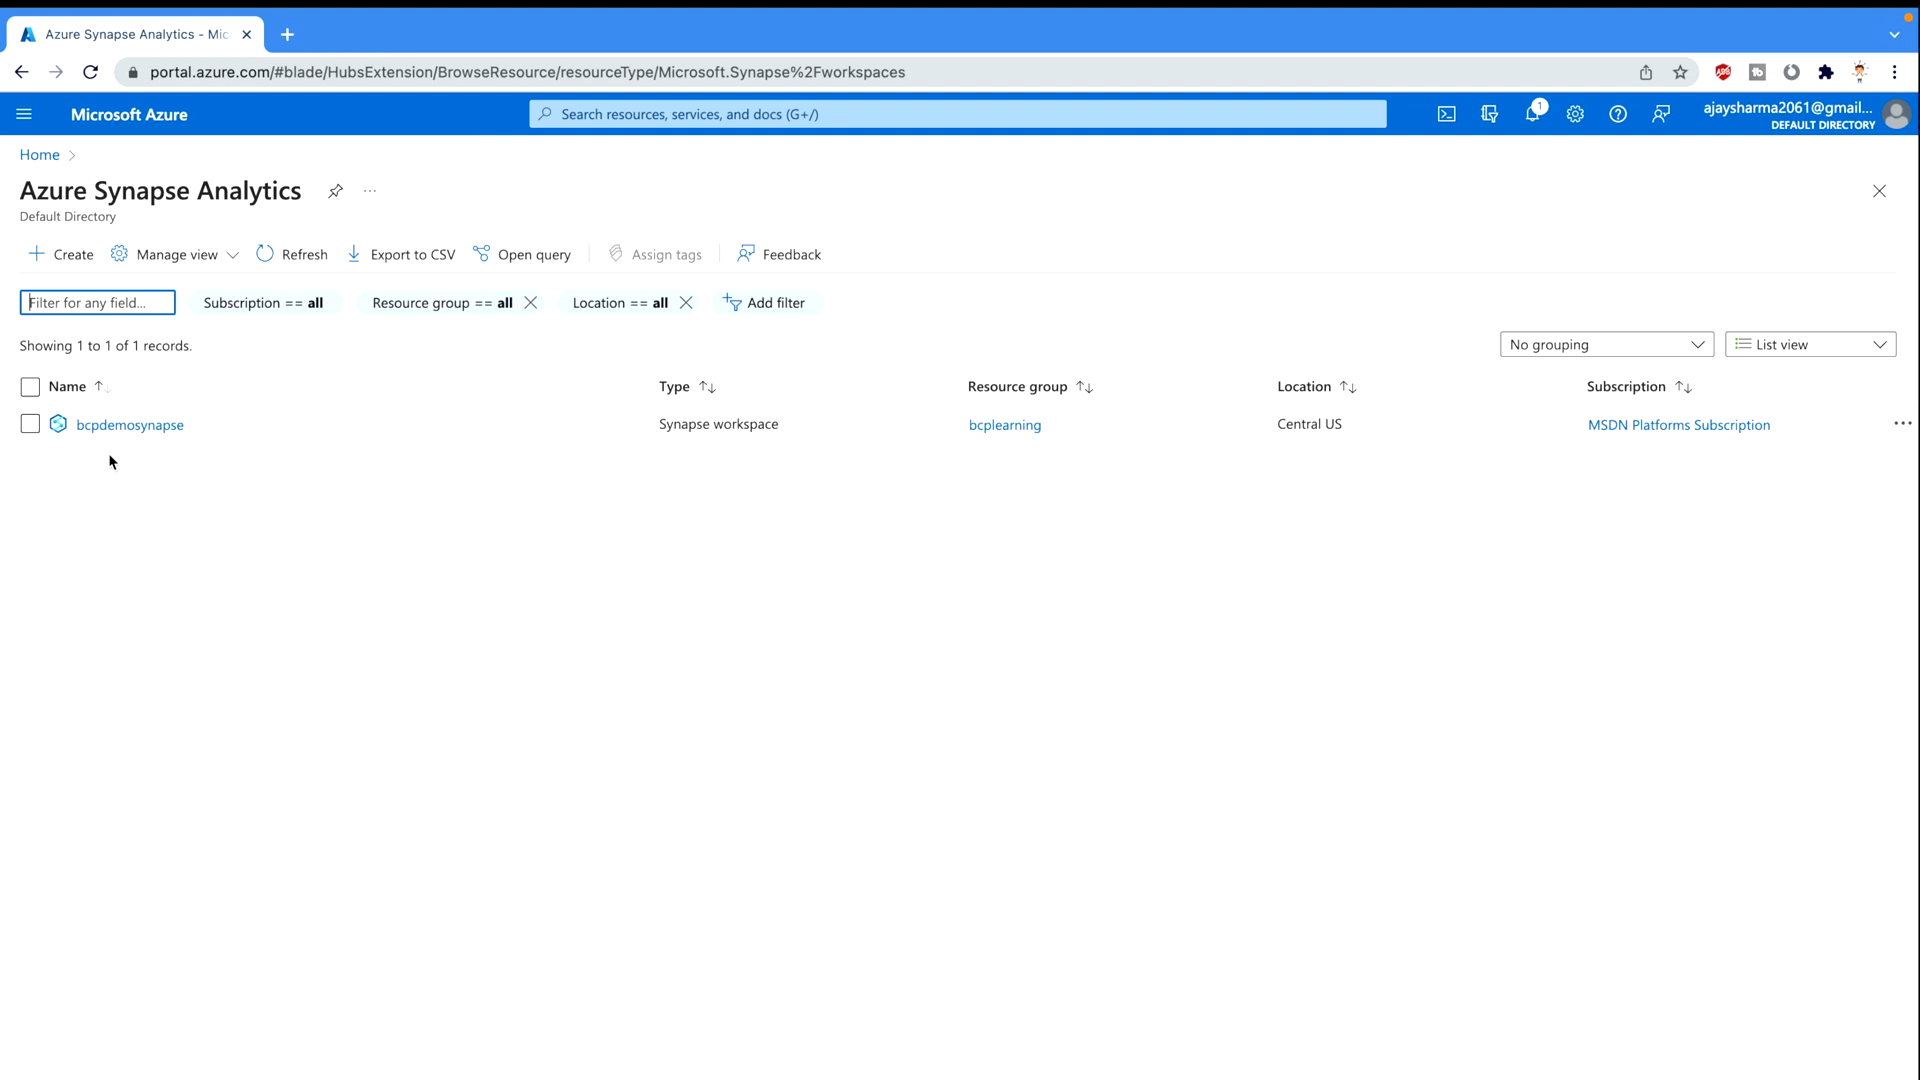 Azure Synapse Analytics - Mic
portal.azure.com/#blade/HubsExtension/BrowseResource/resourceType/Microsoft.Synapse%2Fworkspaces
Microsoft Azure
Search resources, services, and docs (G+/)
1
ajaysharma2061@gmail...
DEFAULT DIRECTORY
Home
Azure Synapse Analytics
Default Directory
Create Manage view Refresh Export to CSV Open query Assign tags Feedback
Filter for any field... Subscription == all Resource group == all Location == all Add filter
Showing 1 to 1 of 1 records.
No grouping List view
Name Type Resource group Location Subscription
bcpdemosynapse Synapse workspace bcplearning Central US MSDN Platforms Subscription